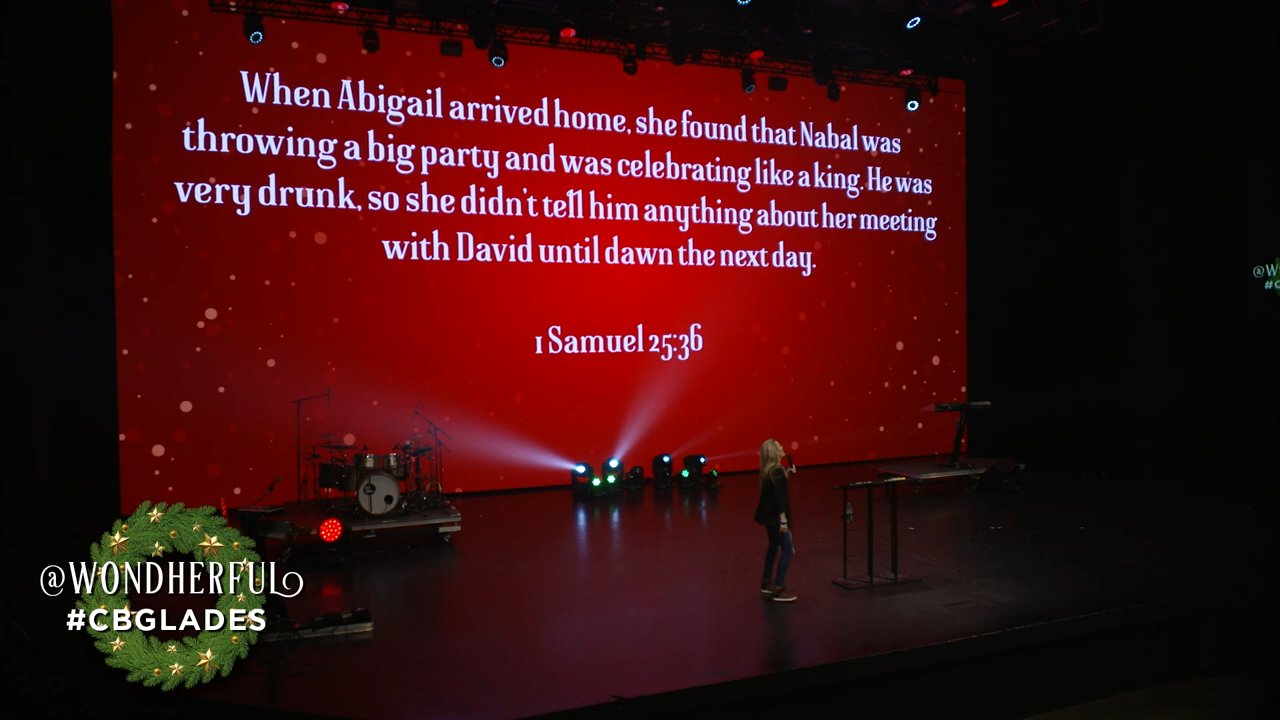 When Abigail arrived home, she found that Nabal was
throwing a big party and was celebrating like a king. He was
very drunk, so she didn't tell him anything about her meeting
with David until dawn the next day.
1 Samuel 25:36
@WONDHERFUL
#CBGLADES